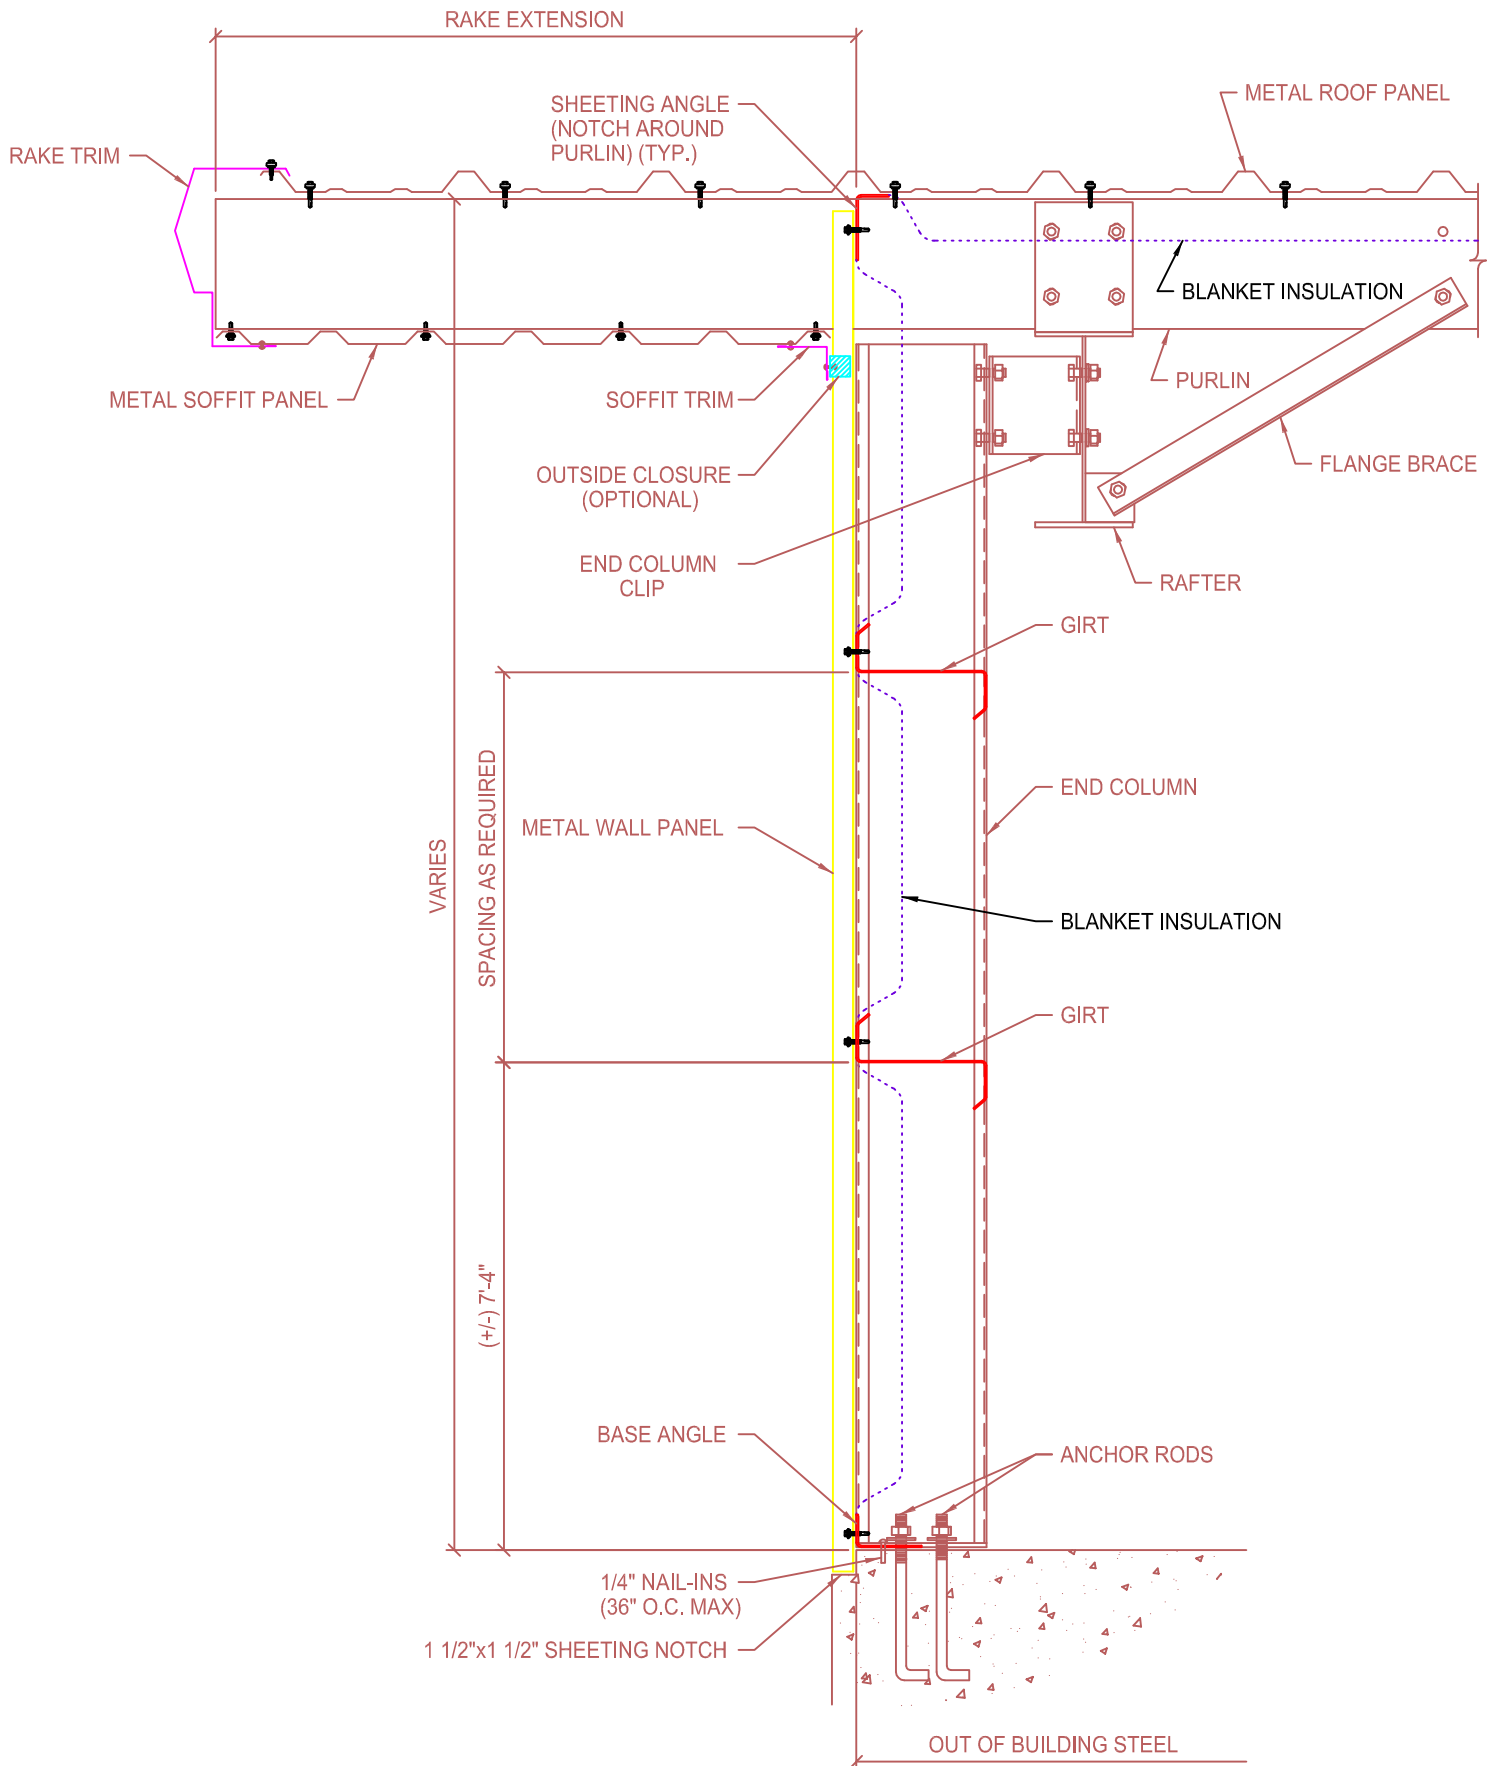 RAKE EXTENSION
SHEETING ANGLE
(NOTCH AROUND
PURLIN) (TYP.)
METAL ROOF PANEL
RAKE TRIM
BLANKET INSULATION
PURLIN
METAL SOFFIT PANEL
SOFFIT TRIM
FLANGE BRACE
OUTSIDE CLOSURE
(OPTIONAL)
END COLUMN
CLIP
RAFTER
GIRT
END COLUMN
METAL WALL PANEL
VARIES
SPACING AS REQUIRED
BLANKET INSULATION
GIRT
(+/-) 7'-4"
BASE ANGLE
ANCHOR RODS
1/4" NAIL-INS
(36" O.C. MAX)
1 1/2"x1 1/2" SHEETING NOTCH
OUT OF BUILDING STEEL